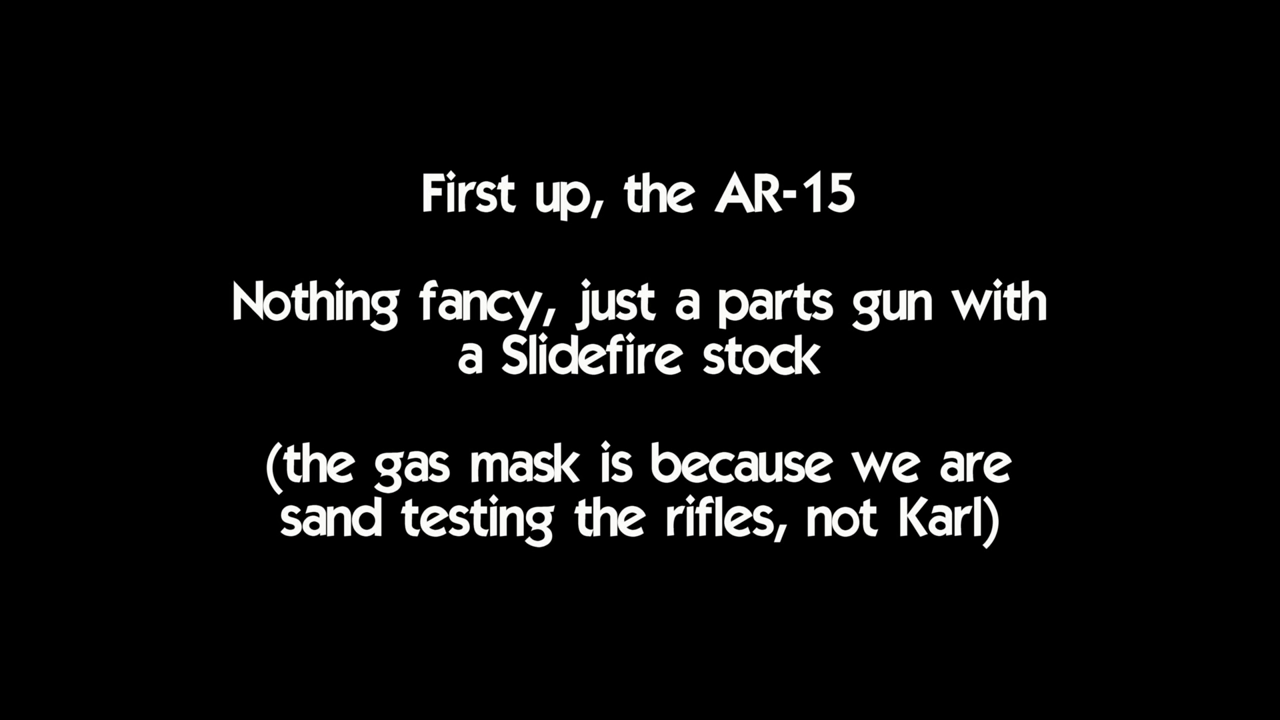 First up, the AR-15
Nothing fancy, just a parts gun with
a Slidefire stock
(the gas mask is because we are
sand testing the rifles, not Karl)